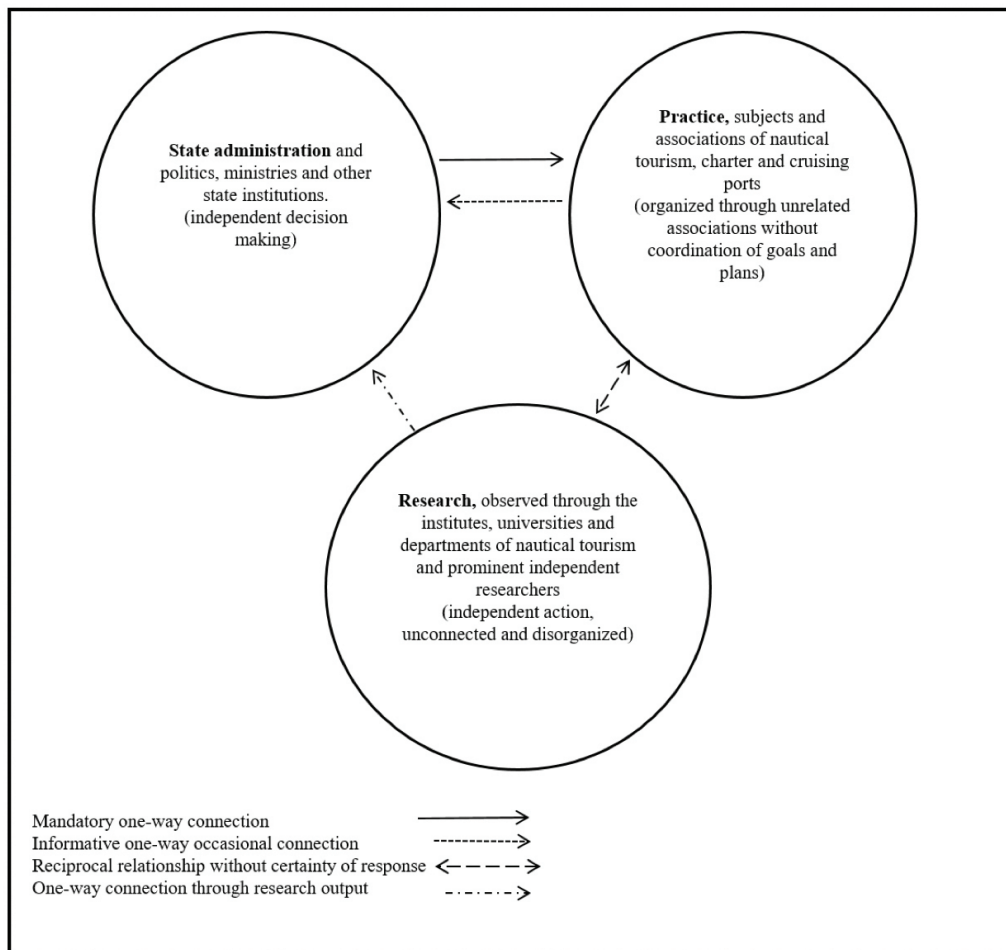 State administration and
politics, ministries and other
state institutions.
(independent decision
making)
Practice, subjects and
associations of nautical
tourism, charter and cruising
ports
(organized through unrelated
associations without
coordination of goals and
plans)
Research, observed through the
institutes, universities and
departments of nautical tourism
and prominent independent
researchers
(independent action,
unconnected and disorganized)
Mandatory one-way connection
Informative one-way occasional connection
Reciprocal relationship without certainty of response
One-way connection through research output